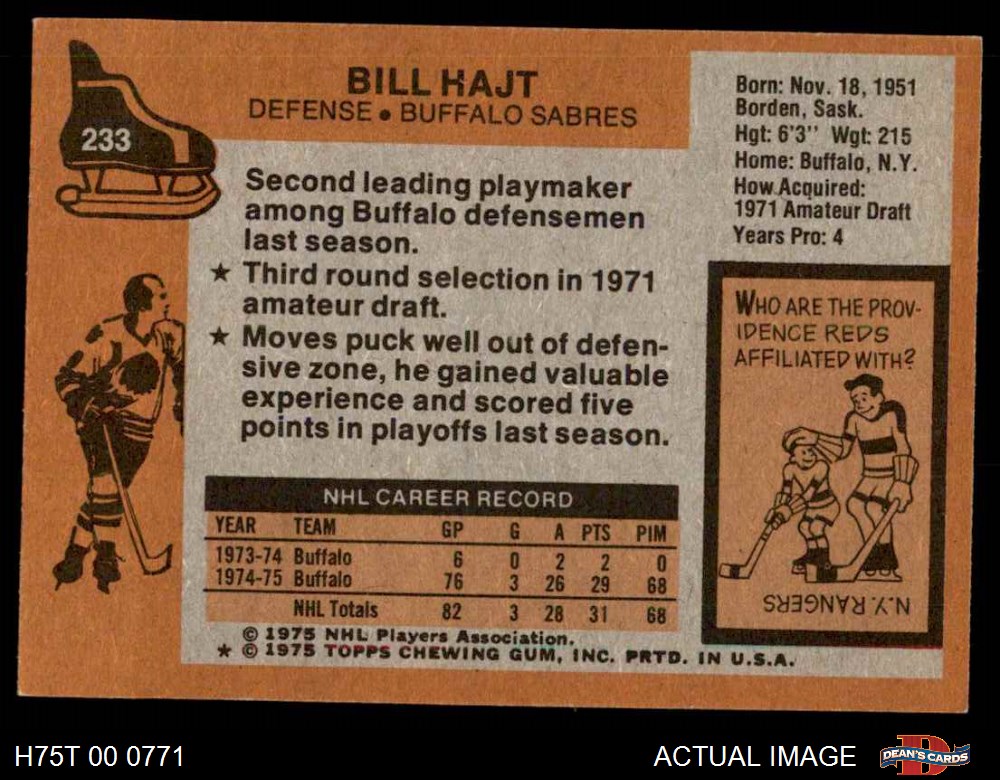 233
BILL HAJT
DEFENSE • BUFFALO SABRES
Born: Nov. 18, 1951
Borden, Sask.
Hgt: 6'3" Wgt: 215
Home: Buffalo, N.Y.
How Acquired:
1971 Amateur Draft
Years Pro: 4
Second leading playmaker
among Buffalo defensemen
last season.
★ Third round selection in 1971
amateur draft.
★ Moves puck well out of defen-
sive zone, he gained valuable
experience and scored five
points in playoffs last season.
WHO ARE THE PROV-
IDENCE REDS
AFFILIATED WITH?
N.Y. RANGERS
NHL CAREER RECORD
YEAR TEAM GP G A PTS PIM
1973-74 Buffalo 6 0 2 2 0
1974-75 Buffalo 76 3 26 29 68
NHL Totals 82 3 28 31 68
© 1975 NHL Players Association.
★ © 1975 TOPPS CHEWING GUM, INC. PRTD. IN U.S.A.
H75T 00 0771
ACTUAL IMAGE
D
DEAN'S CARDS